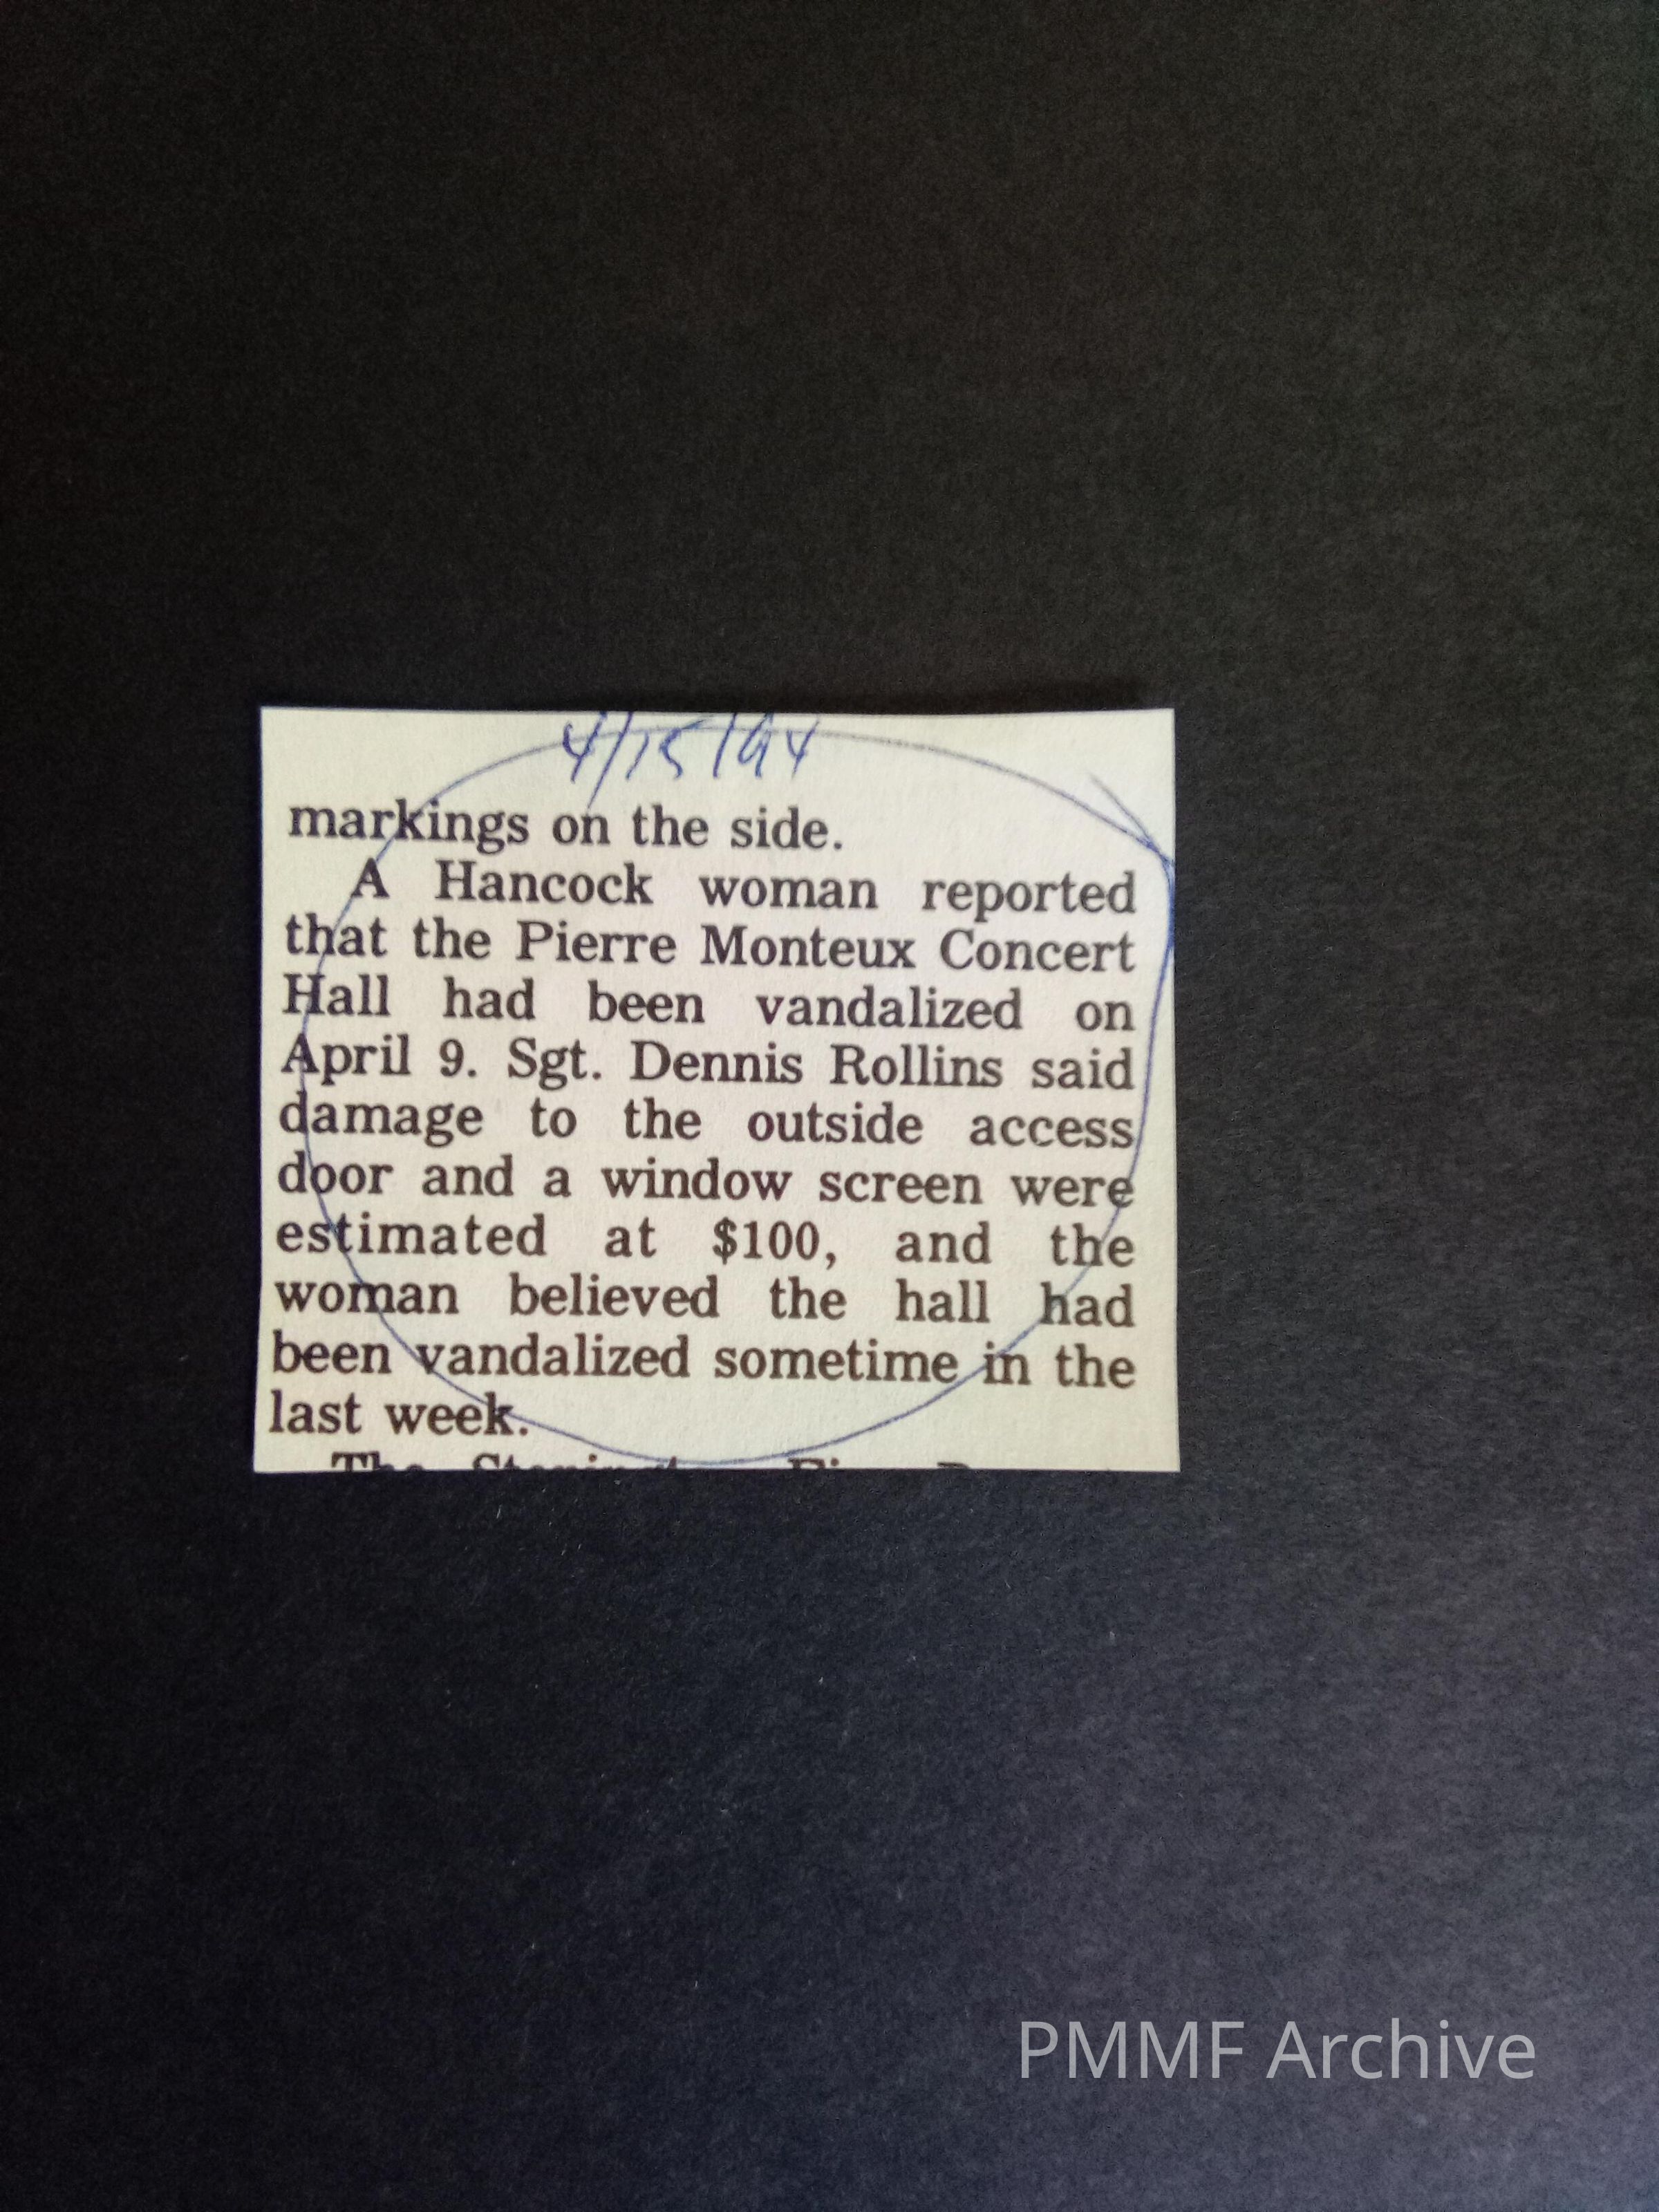 4/15/94
markings on the side.
A Hancock woman reported
that the Pierre Monteux Concert
Hall had been vandalized on
April 9. Sgt. Dennis Rollins said
damage to the outside access
door and a window screen were
estimated at $100, and the
woman believed the hall had
been vandalized sometime in the
last week.
The
PMMF Archive